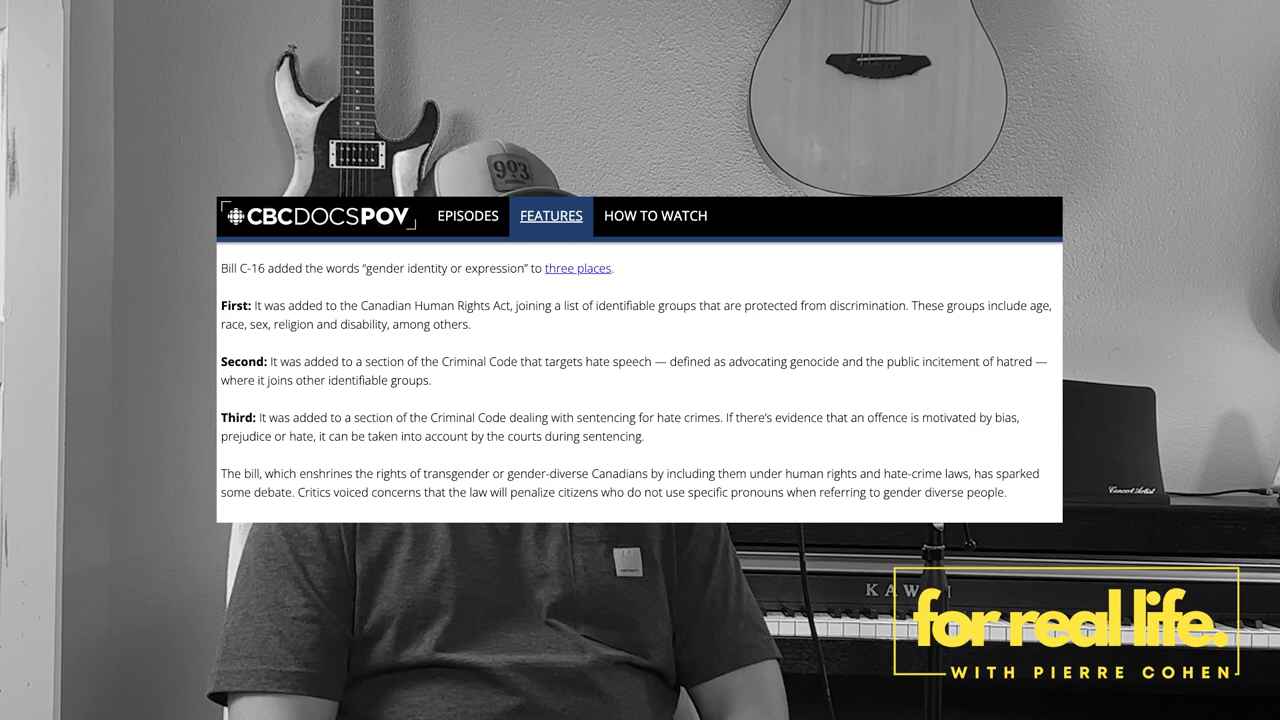 903
CBCDOCSPOV EPISODES FEATURES HOW TO WATCH
Bill C-16 added the words “gender identity or expression” to three places.
First: It was added to the Canadian Human Rights Act, joining a list of identifiable groups that are protected from discrimination. These groups include age,
race, sex, religion and disability, among others.
Second: It was added to a section of the Criminal Code that targets hate speech — defined as advocating genocide and the public incitement of hatred —
where it joins other identifiable groups.
Third: It was added to a section of the Criminal Code dealing with sentencing for hate crimes. If there’s evidence that an offence is motivated by bias,
prejudice or hate, it can be taken into account by the courts during sentencing.
The bill, which enshrines the rights of transgender or gender-diverse Canadians by including them under human rights and hate-crime laws, has sparked
some debate. Critics voiced concerns that the law will penalize citizens who do not use specific pronouns when referring to gender diverse people.
Concert Artist
for real life.
WITH PIERRE COHEN